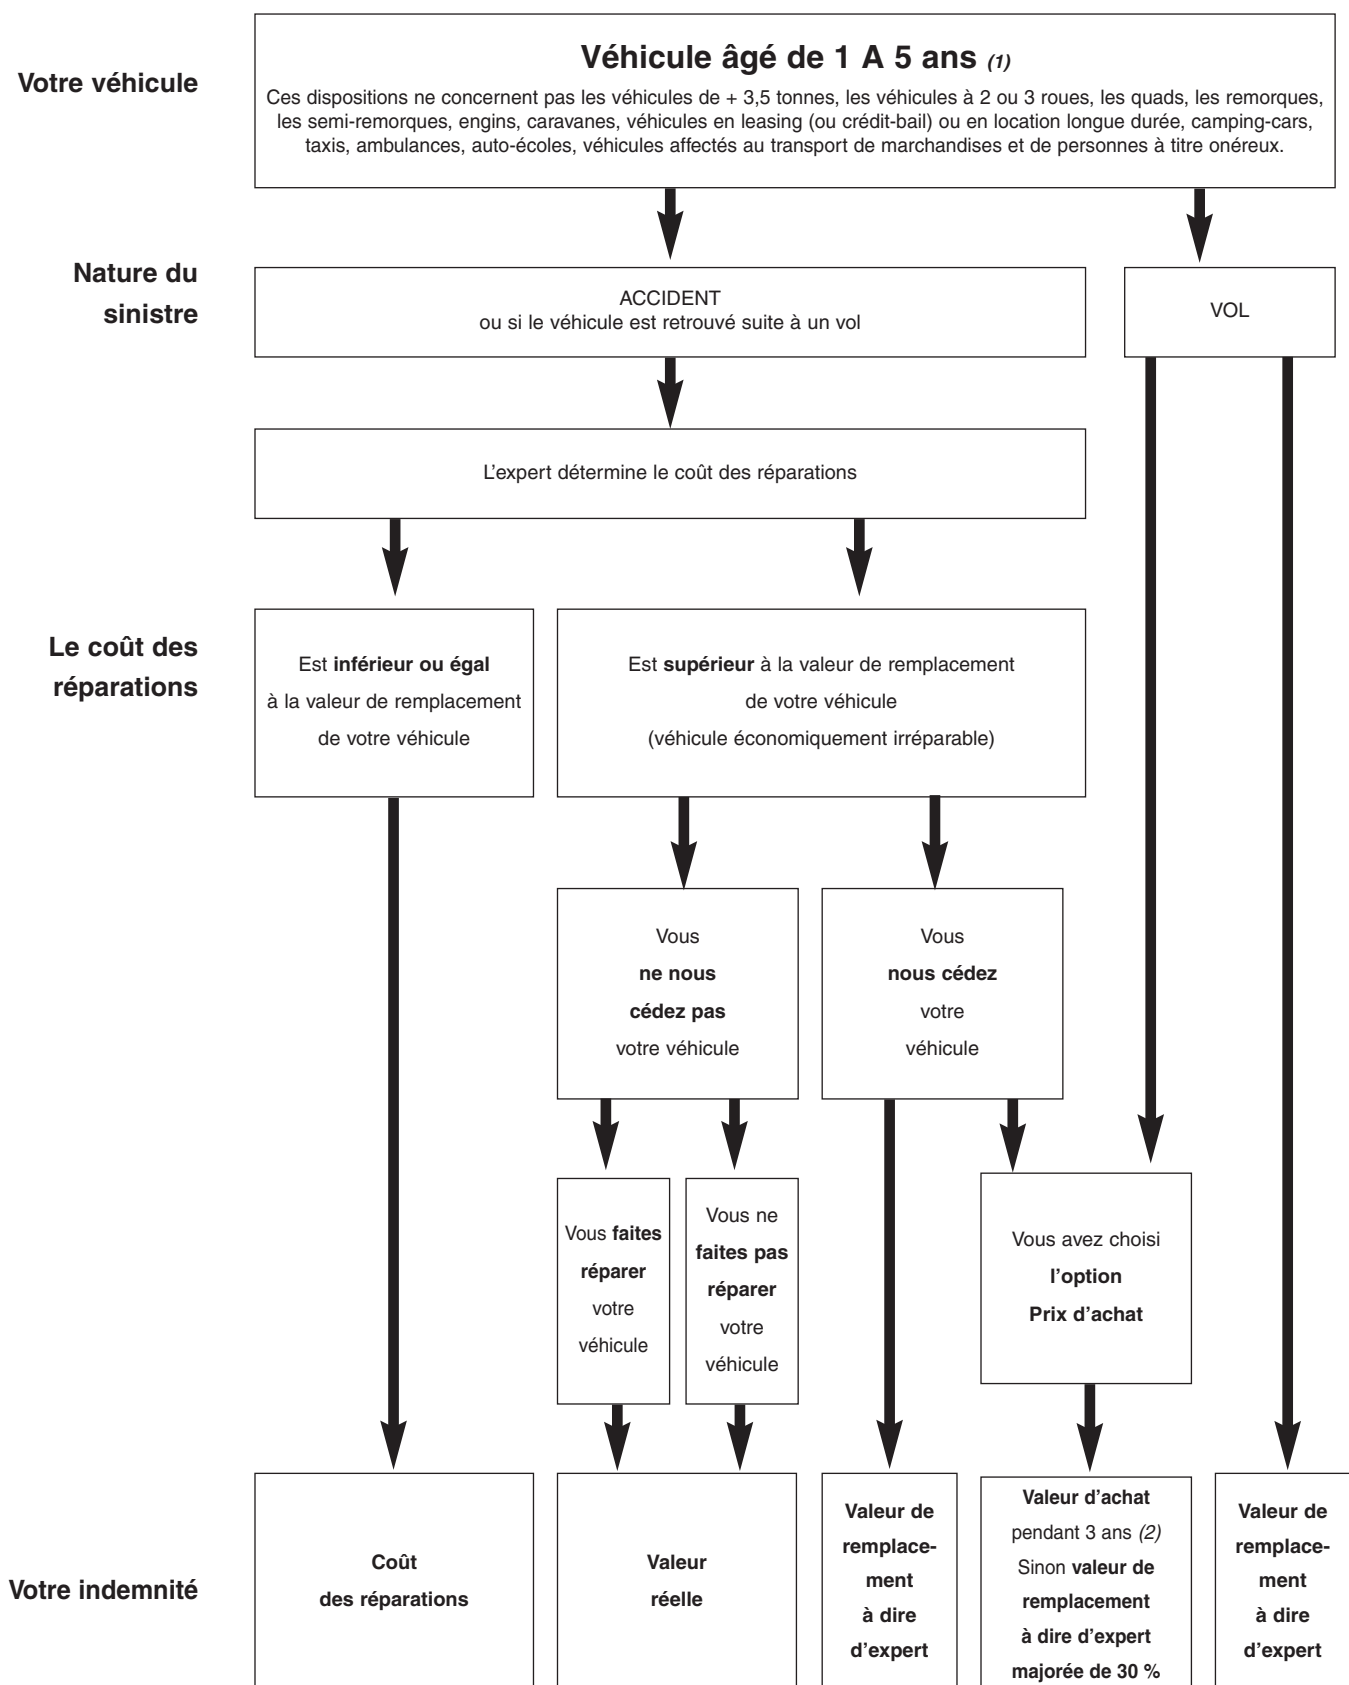 Votre véhicule
Véhicule âgé de 1 A 5 ans (1)
Ces dispositions ne concernent pas les véhicules de + 3,5 tonnes, les véhicules à 2 ou 3 roues, les quads, les remorques,
les semi-remorques, engins, caravanes, véhicules en leasing (ou crédit-bail) ou en location longue durée, camping-cars,
taxis, ambulances, auto-écoles, véhicules affectés au transport de marchandises et de personnes à titre onéreux.
Nature du
sinistre
ACCIDENT
ou si le véhicule est retrouvé suite à un vol
VOL
L'expert détermine le coût des réparations
Le coût des
réparations
Est inférieur ou égal
à la valeur de remplacement
de votre véhicule
Est supérieur à la valeur de remplacement
de votre véhicule
(véhicule économiquement irréparable)
Vous
ne nous
cédez pas
votre véhicule
Vous
nous cédez
votre
véhicule
Vous faites
réparer
votre
véhicule
Vous ne
faites pas
réparer
votre
véhicule
Vous avez choisi
l'option
Prix d'achat
Votre indemnité
Coût
des réparations
Valeur
réelle
Valeur de
remplace-
ment
à dire
d'expert
Valeur d'achat
pendant 3 ans (2)
Sinon valeur de
remplacement
à dire d'expert
majorée de 30 %
Valeur de
remplace-
ment
à dire
d'expert